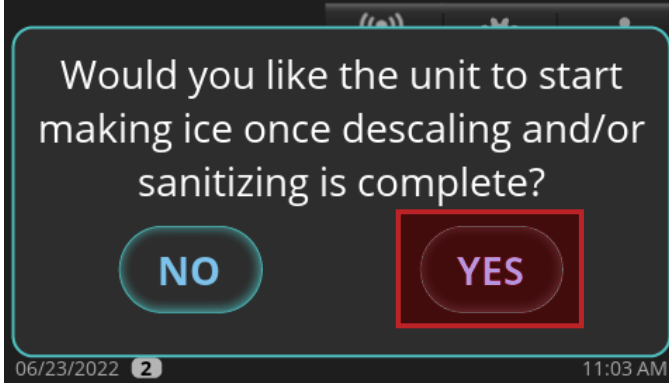 Would you like the unit to start
making ice once descaling and/or
sanitizing is complete?
NO YES
06/23/2022 2 11:03 AM